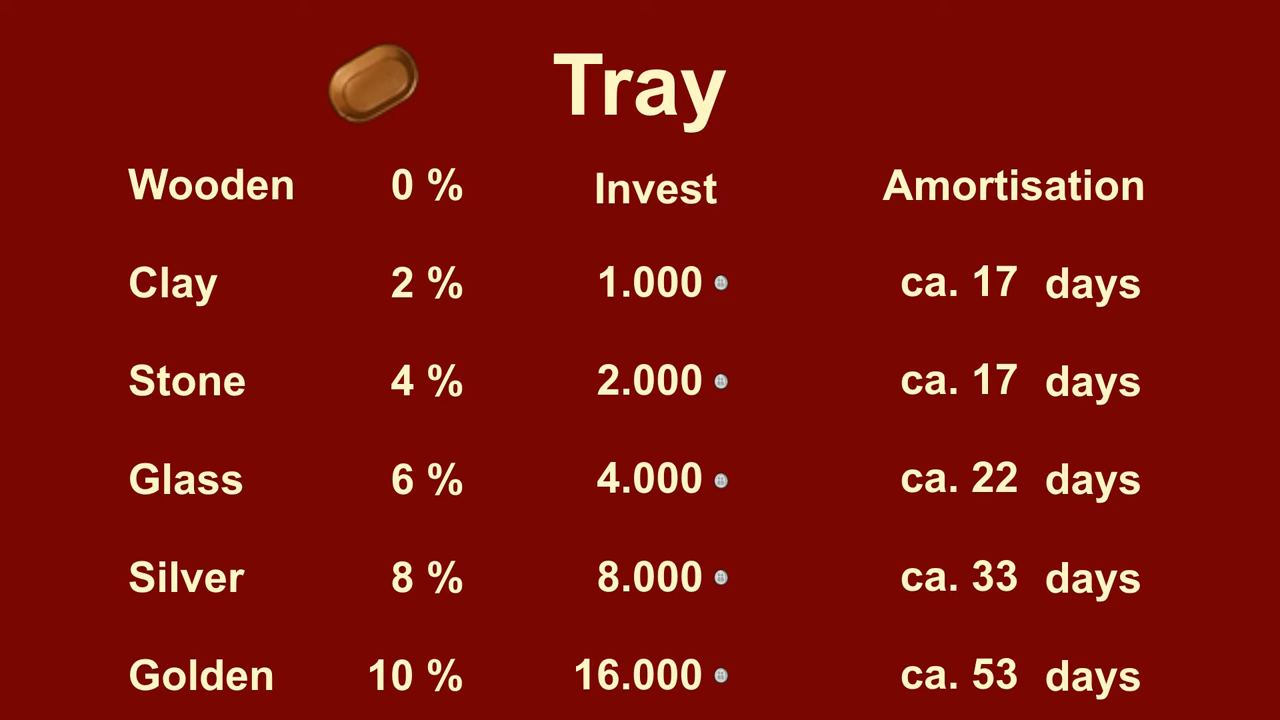 Tray
Wooden 0 % Invest Amortisation
Clay 2 % 1.000 ca. 17 days
Stone 4 % 2.000 ca. 17 days
Glass 6 % 4.000 ca. 22 days
Silver 8 % 8.000 ca. 33 days
Golden 10 % 16.000 ca. 53 days